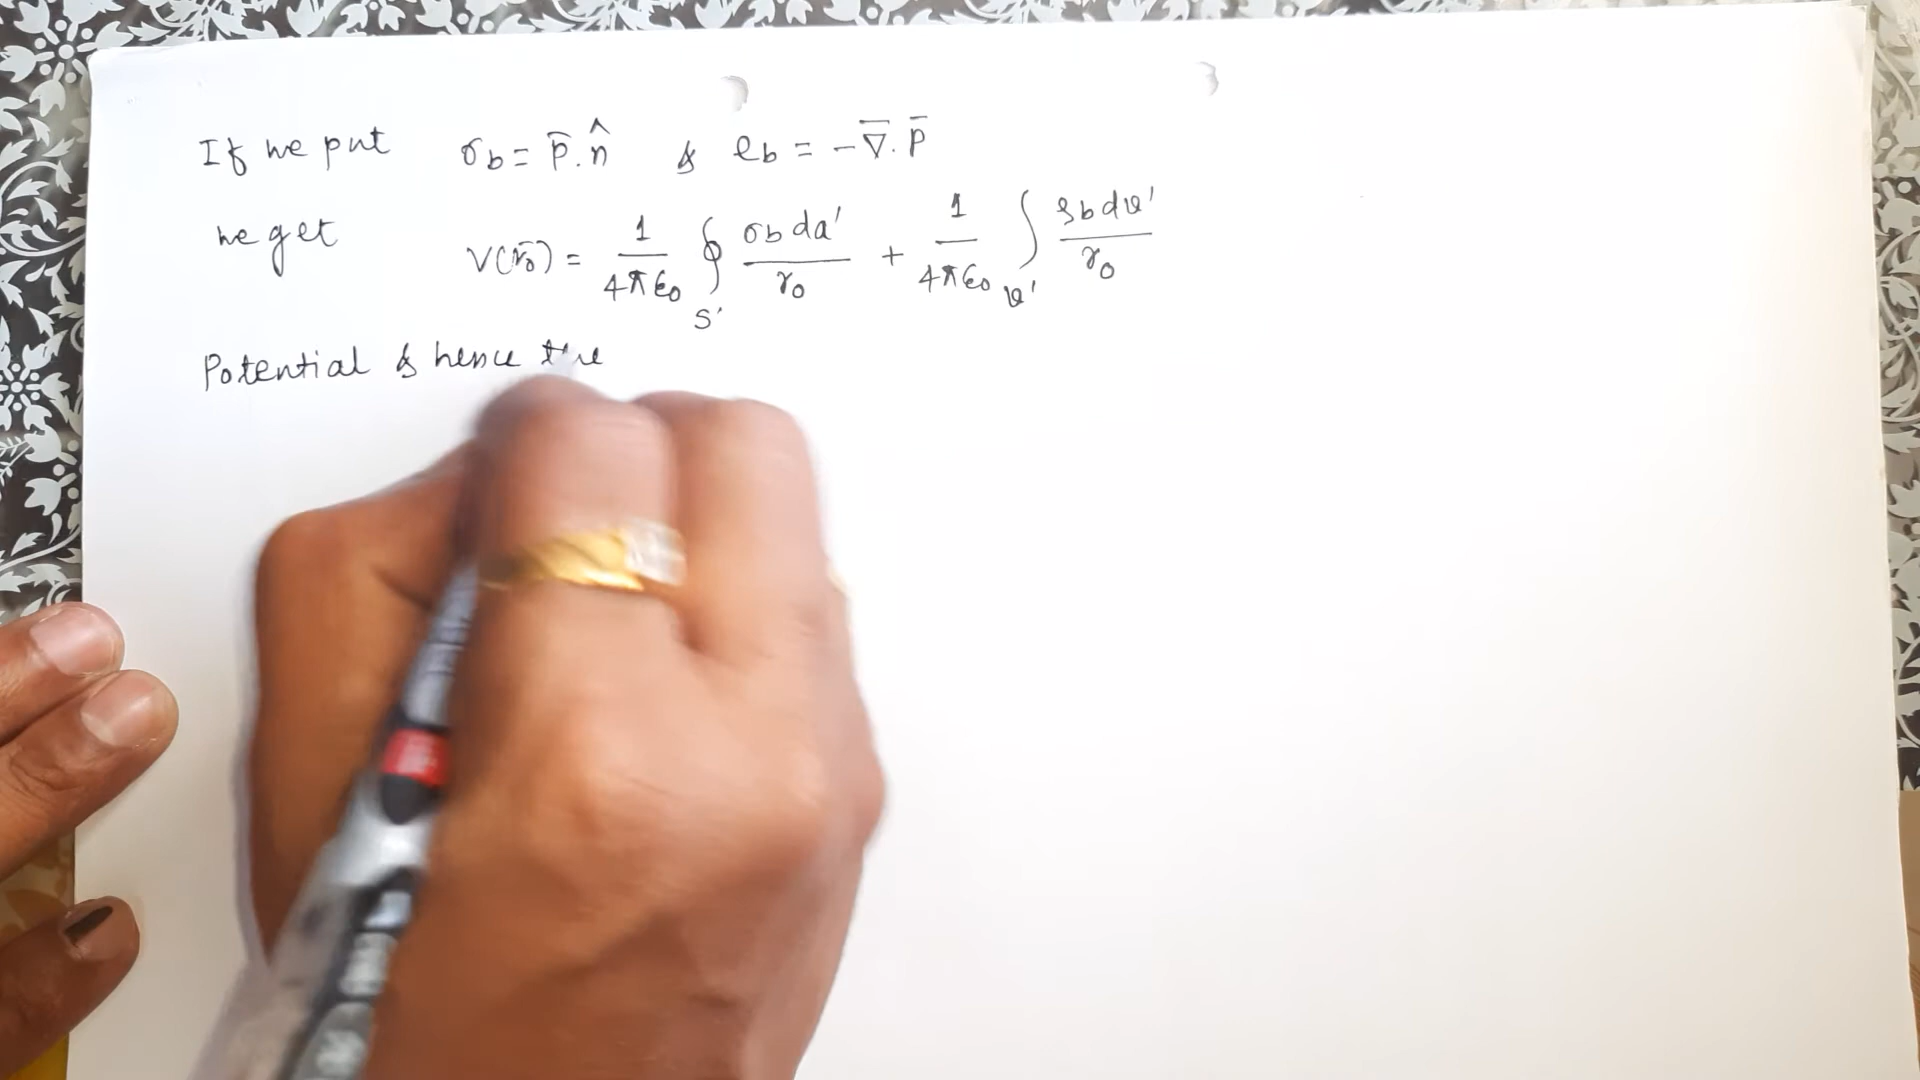 If we put σb = p̄.n̂ & ρb = -∇̄.p̄
we get V(r̄₀) = 1/4πϵ₀ ∮S' σb da'/r₀ + 1/4πϵ₀ ∫v' ρb dv'/r₀
Potential & hence the